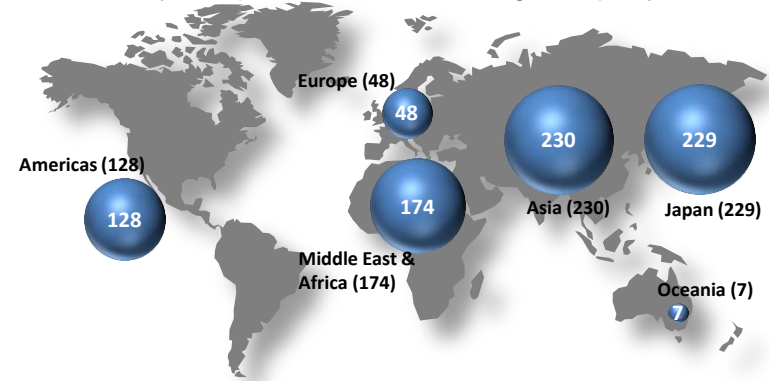 Europe (48)
48
230
229
Americas (128)
128
174
Asia (230)
Japan (229)
Middle East &
Africa (174)
Oceania (7)
7